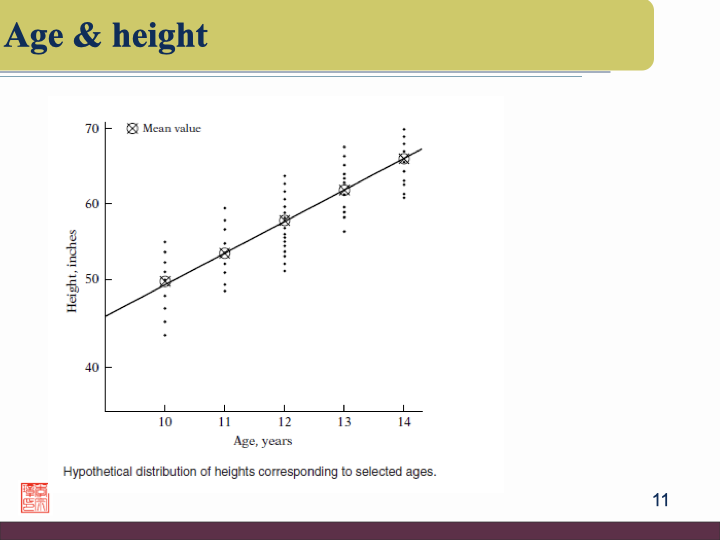 Age & height
70
Mean value
60
50
40
Height, inches
10 11 12 13 14
Age, years
Hypothetical distribution of heights corresponding to selected ages.
11